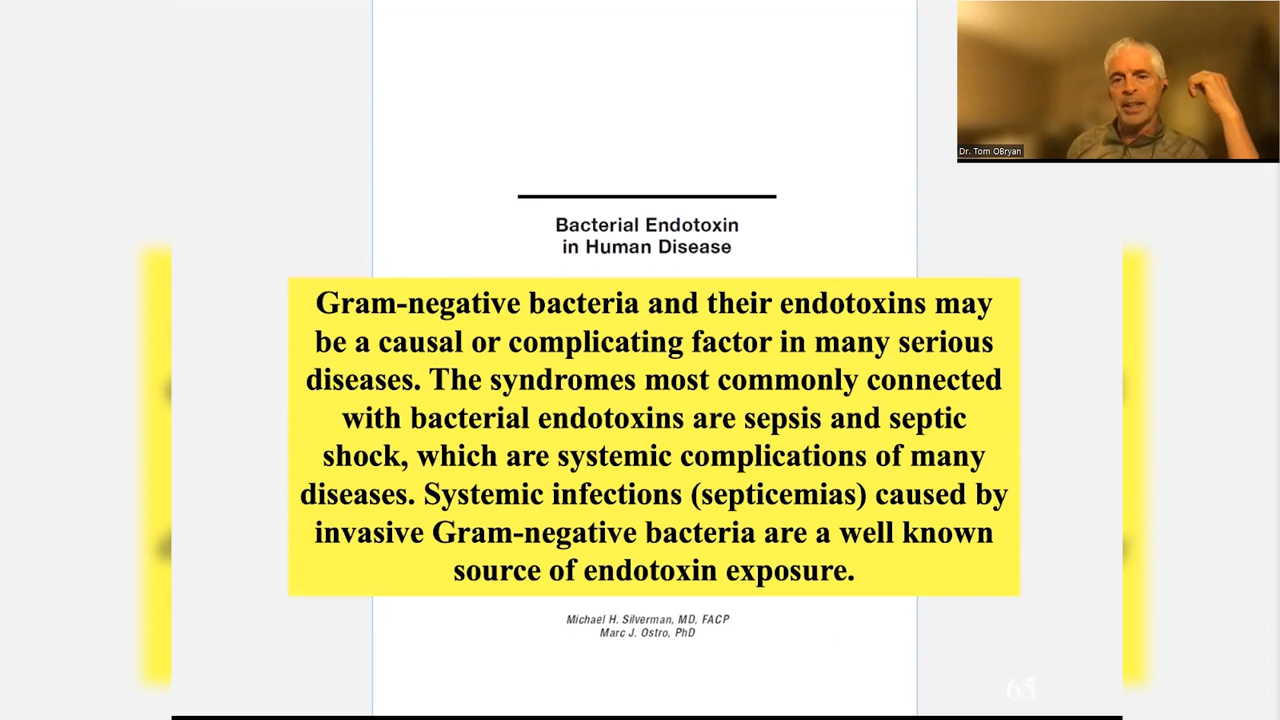 Dr. Tom OBryan
Bacterial Endotoxin
in Human Disease
Gram-negative bacteria and their endotoxins may
be a causal or complicating factor in many serious
diseases. The syndromes most commonly connected
with bacterial endotoxins are sepsis and septic
shock, which are systemic complications of many
diseases. Systemic infections (septicemias) caused by
invasive Gram-negative bacteria are a well known
source of endotoxin exposure.
Michael H. Silverman, MD, FACP
Marc J. Ostro, PhD
65